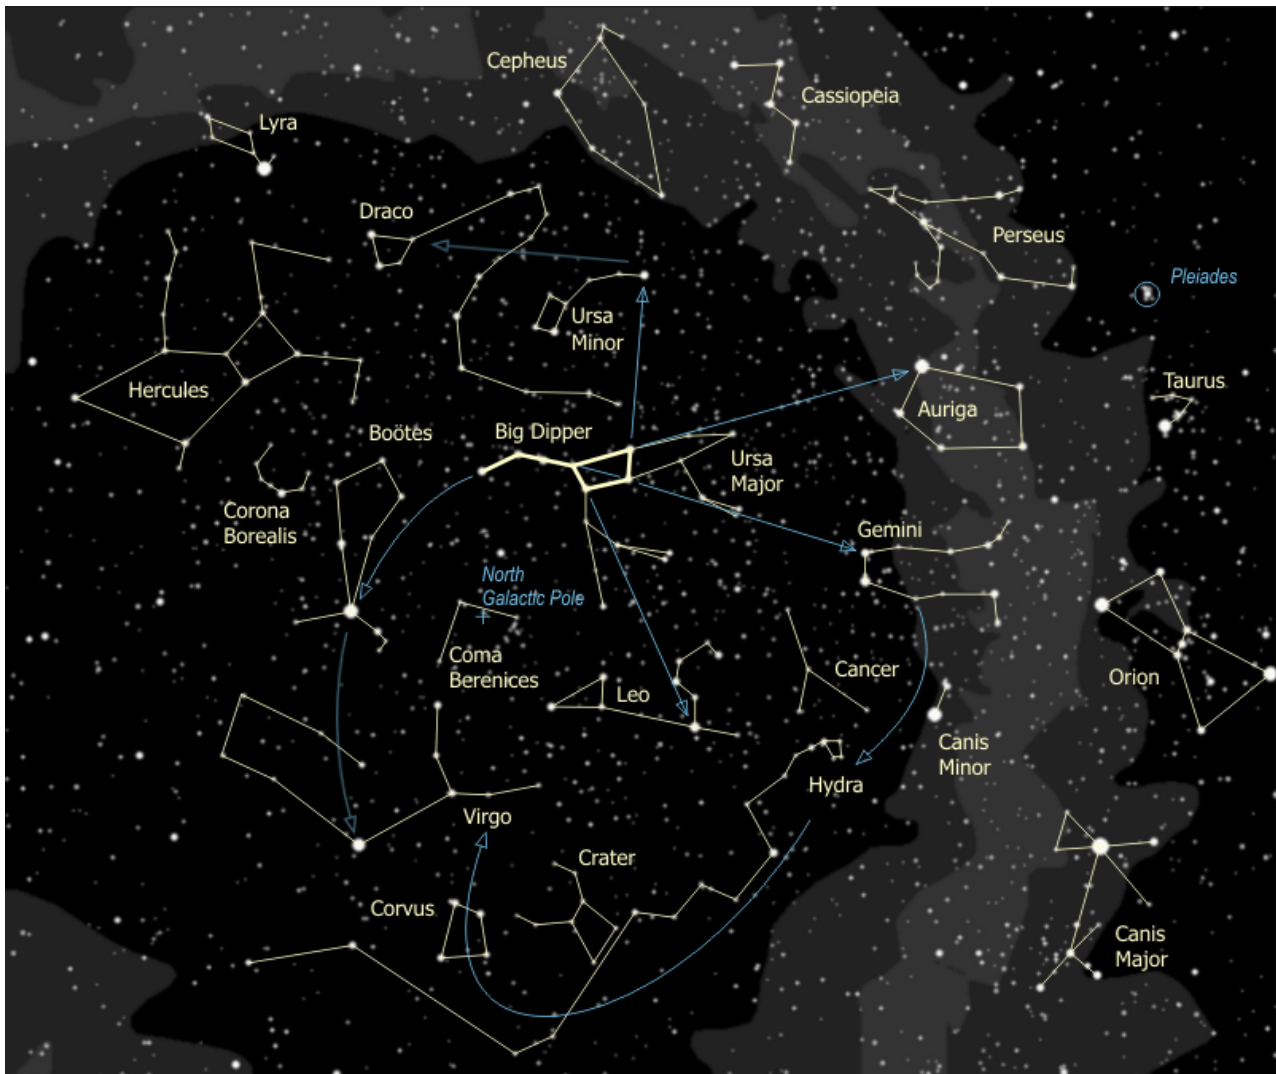 Cepheus
Cassiopeia
Lyra
Draco
Perseus
Pleiades
Ursa
Minor
Hercules
Taurus
Auriga
Boötes
Big Dipper
Ursa
Major
Corona
Borealis
Gemini
North
Galactic Pole
Coma
Berenices
Leo
Cancer
Orion
Canis
Minor
Hydra
Virgo
Crater
Corvus
Canis
Major